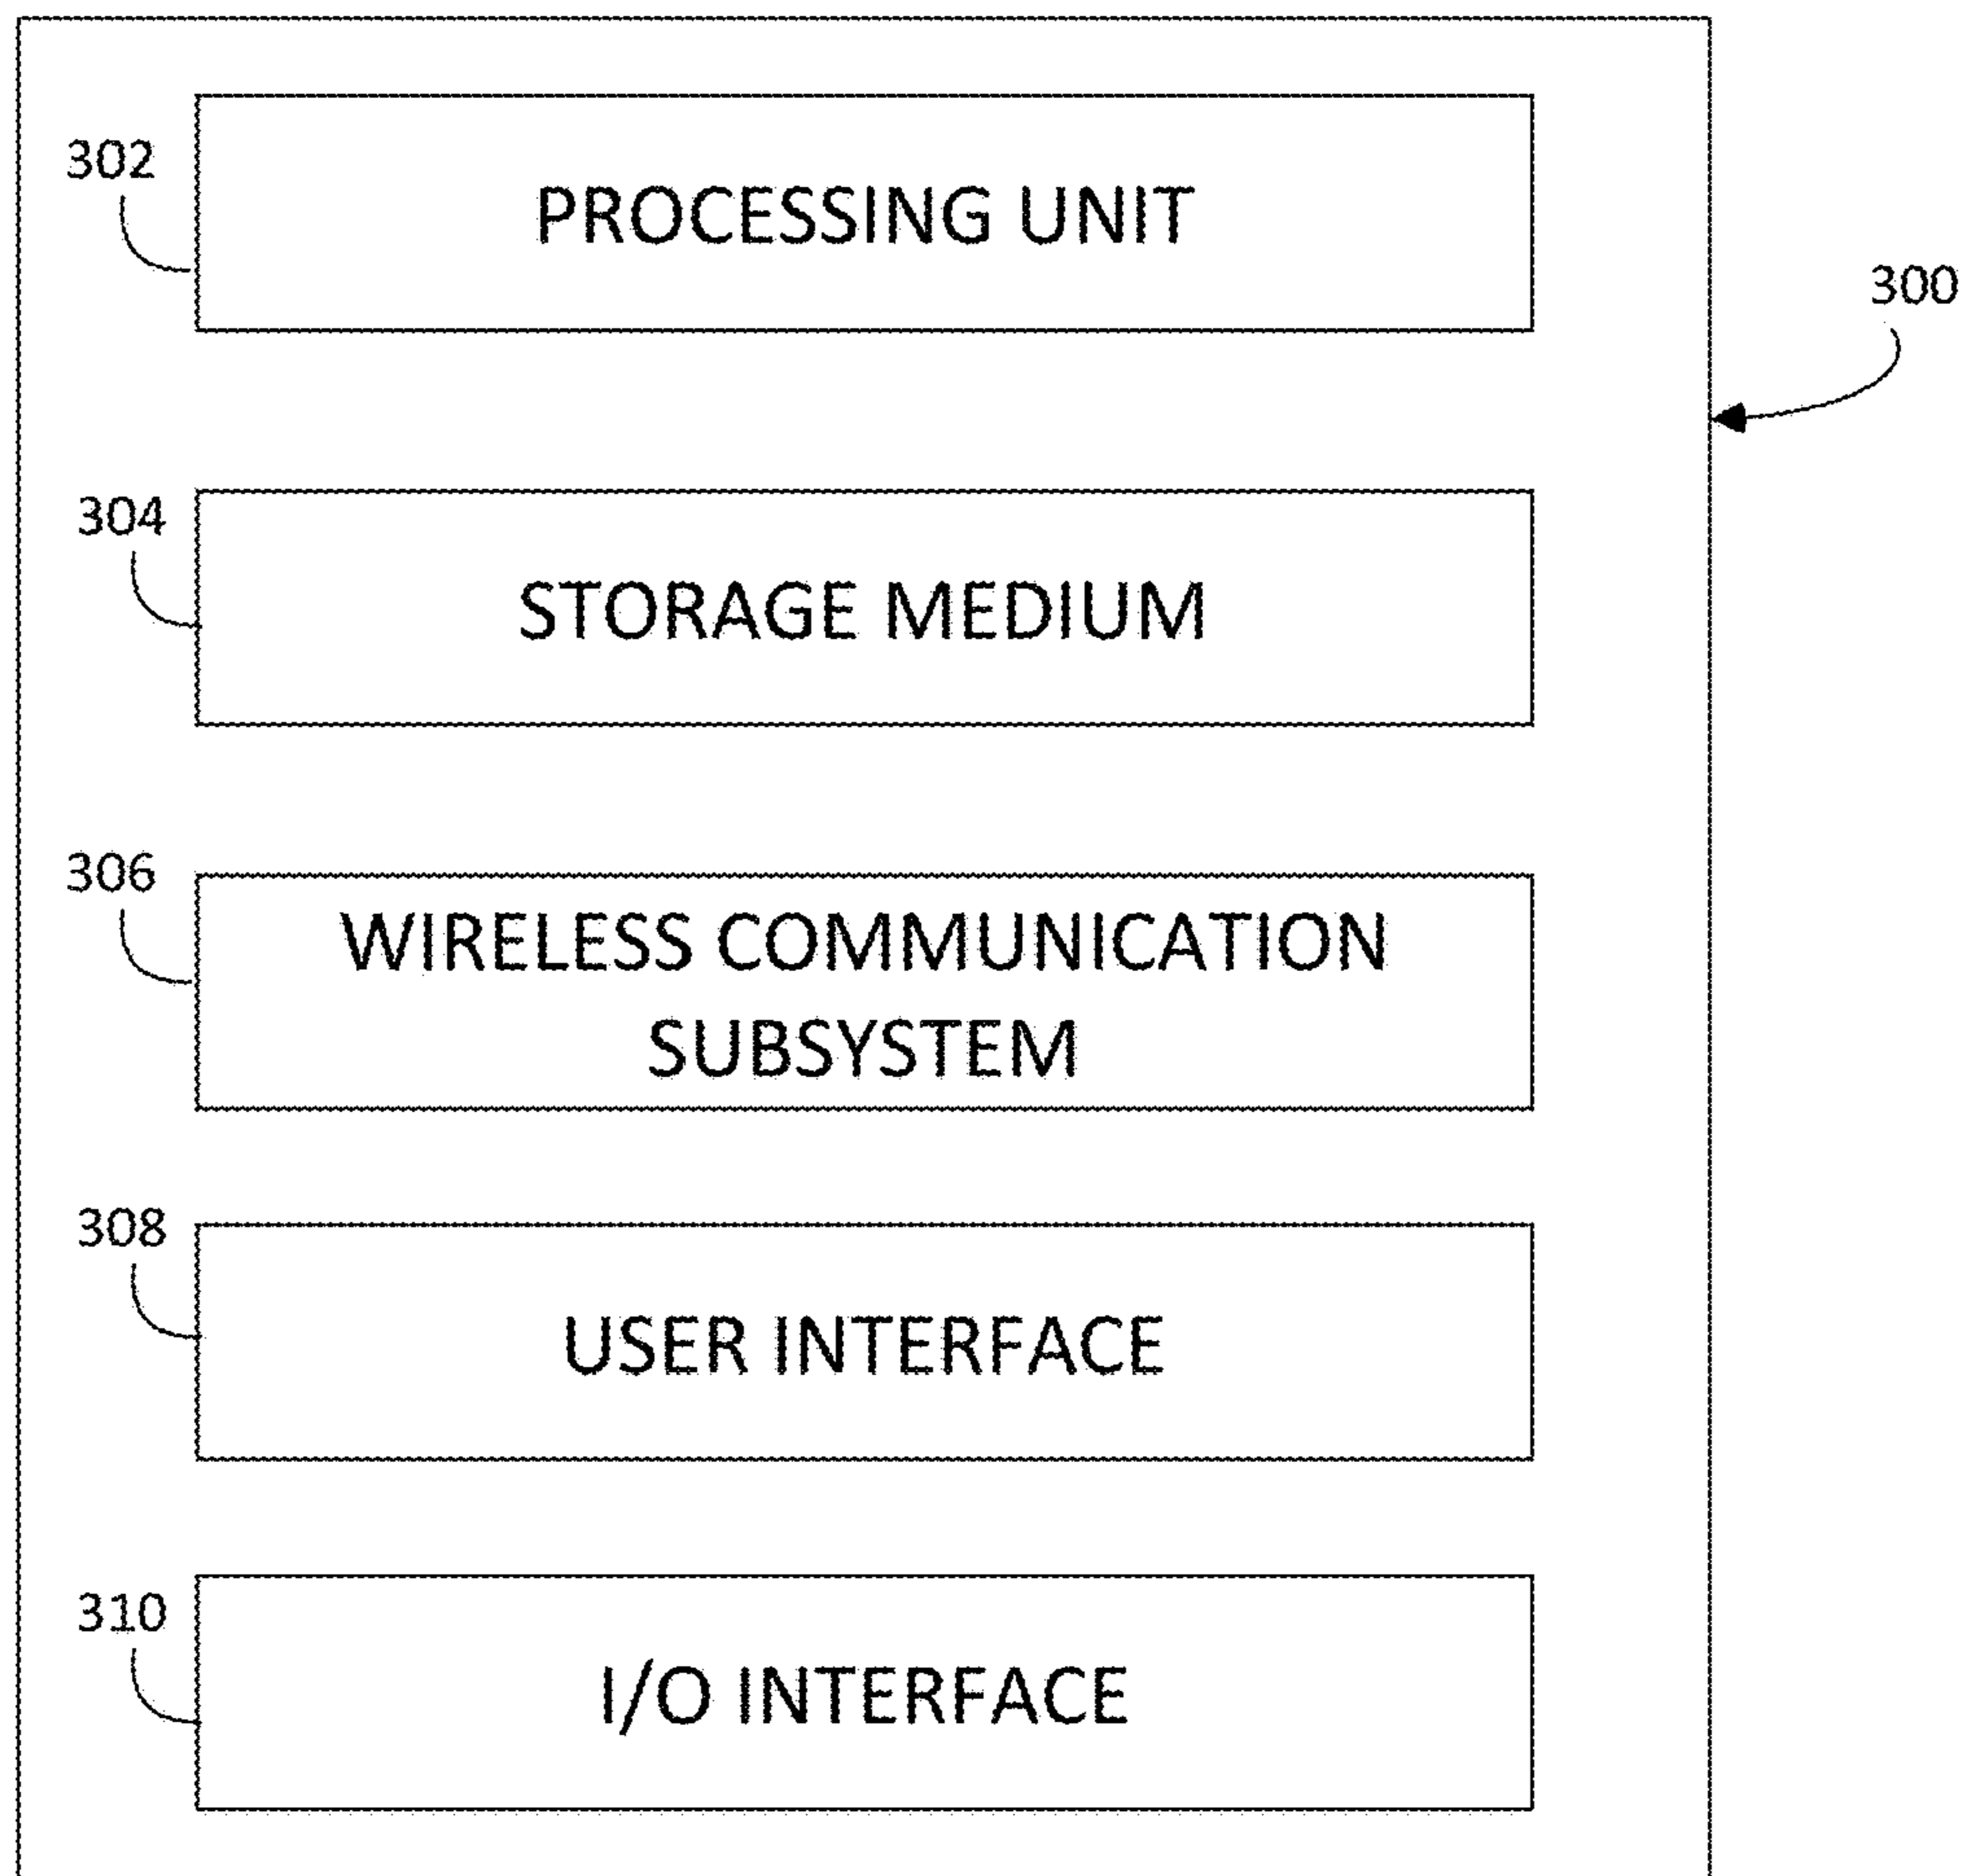 302
PROCESSING UNIT
300
304
STORAGE MEDIUM
306
WIRELESS COMMUNICATION
SUBSYSTEM
308
USER INTERFACE
310
I/O INTERFACE